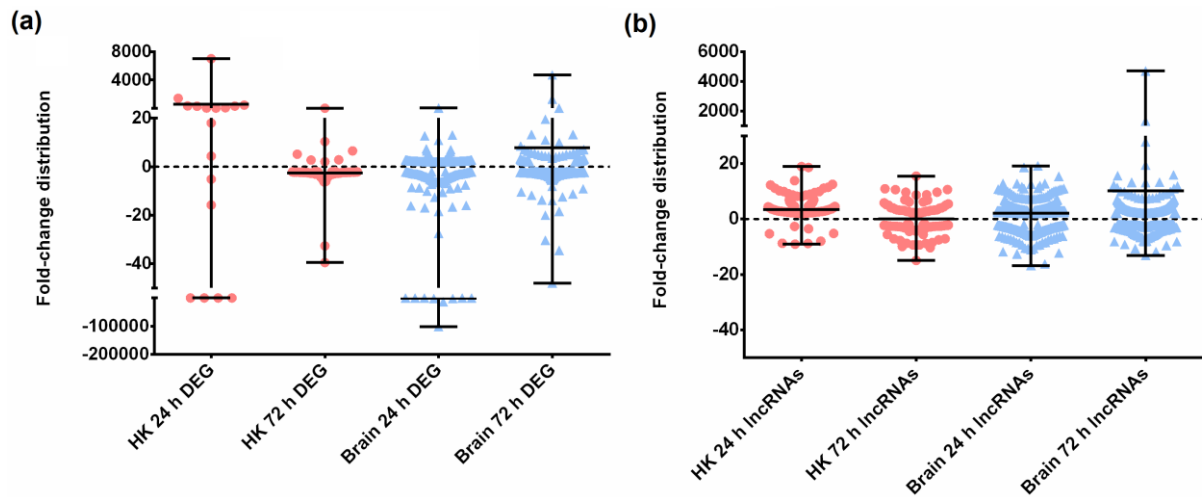 (a)
Fold-change distribution
8000
4000
20
0
-20
-40
-100000
-200000
HK 24 h DEG
HK 72 h DEG
Brain 24 h DEG
Brain 72 h DEG
(b)
Fold-change distribution
6000
4000
2000
20
0
-20
-40
HK 24 h lncRNAs
HK 72 h lncRNAs
Brain 24 h lncRNAs
Brain 72 h lncRNAs